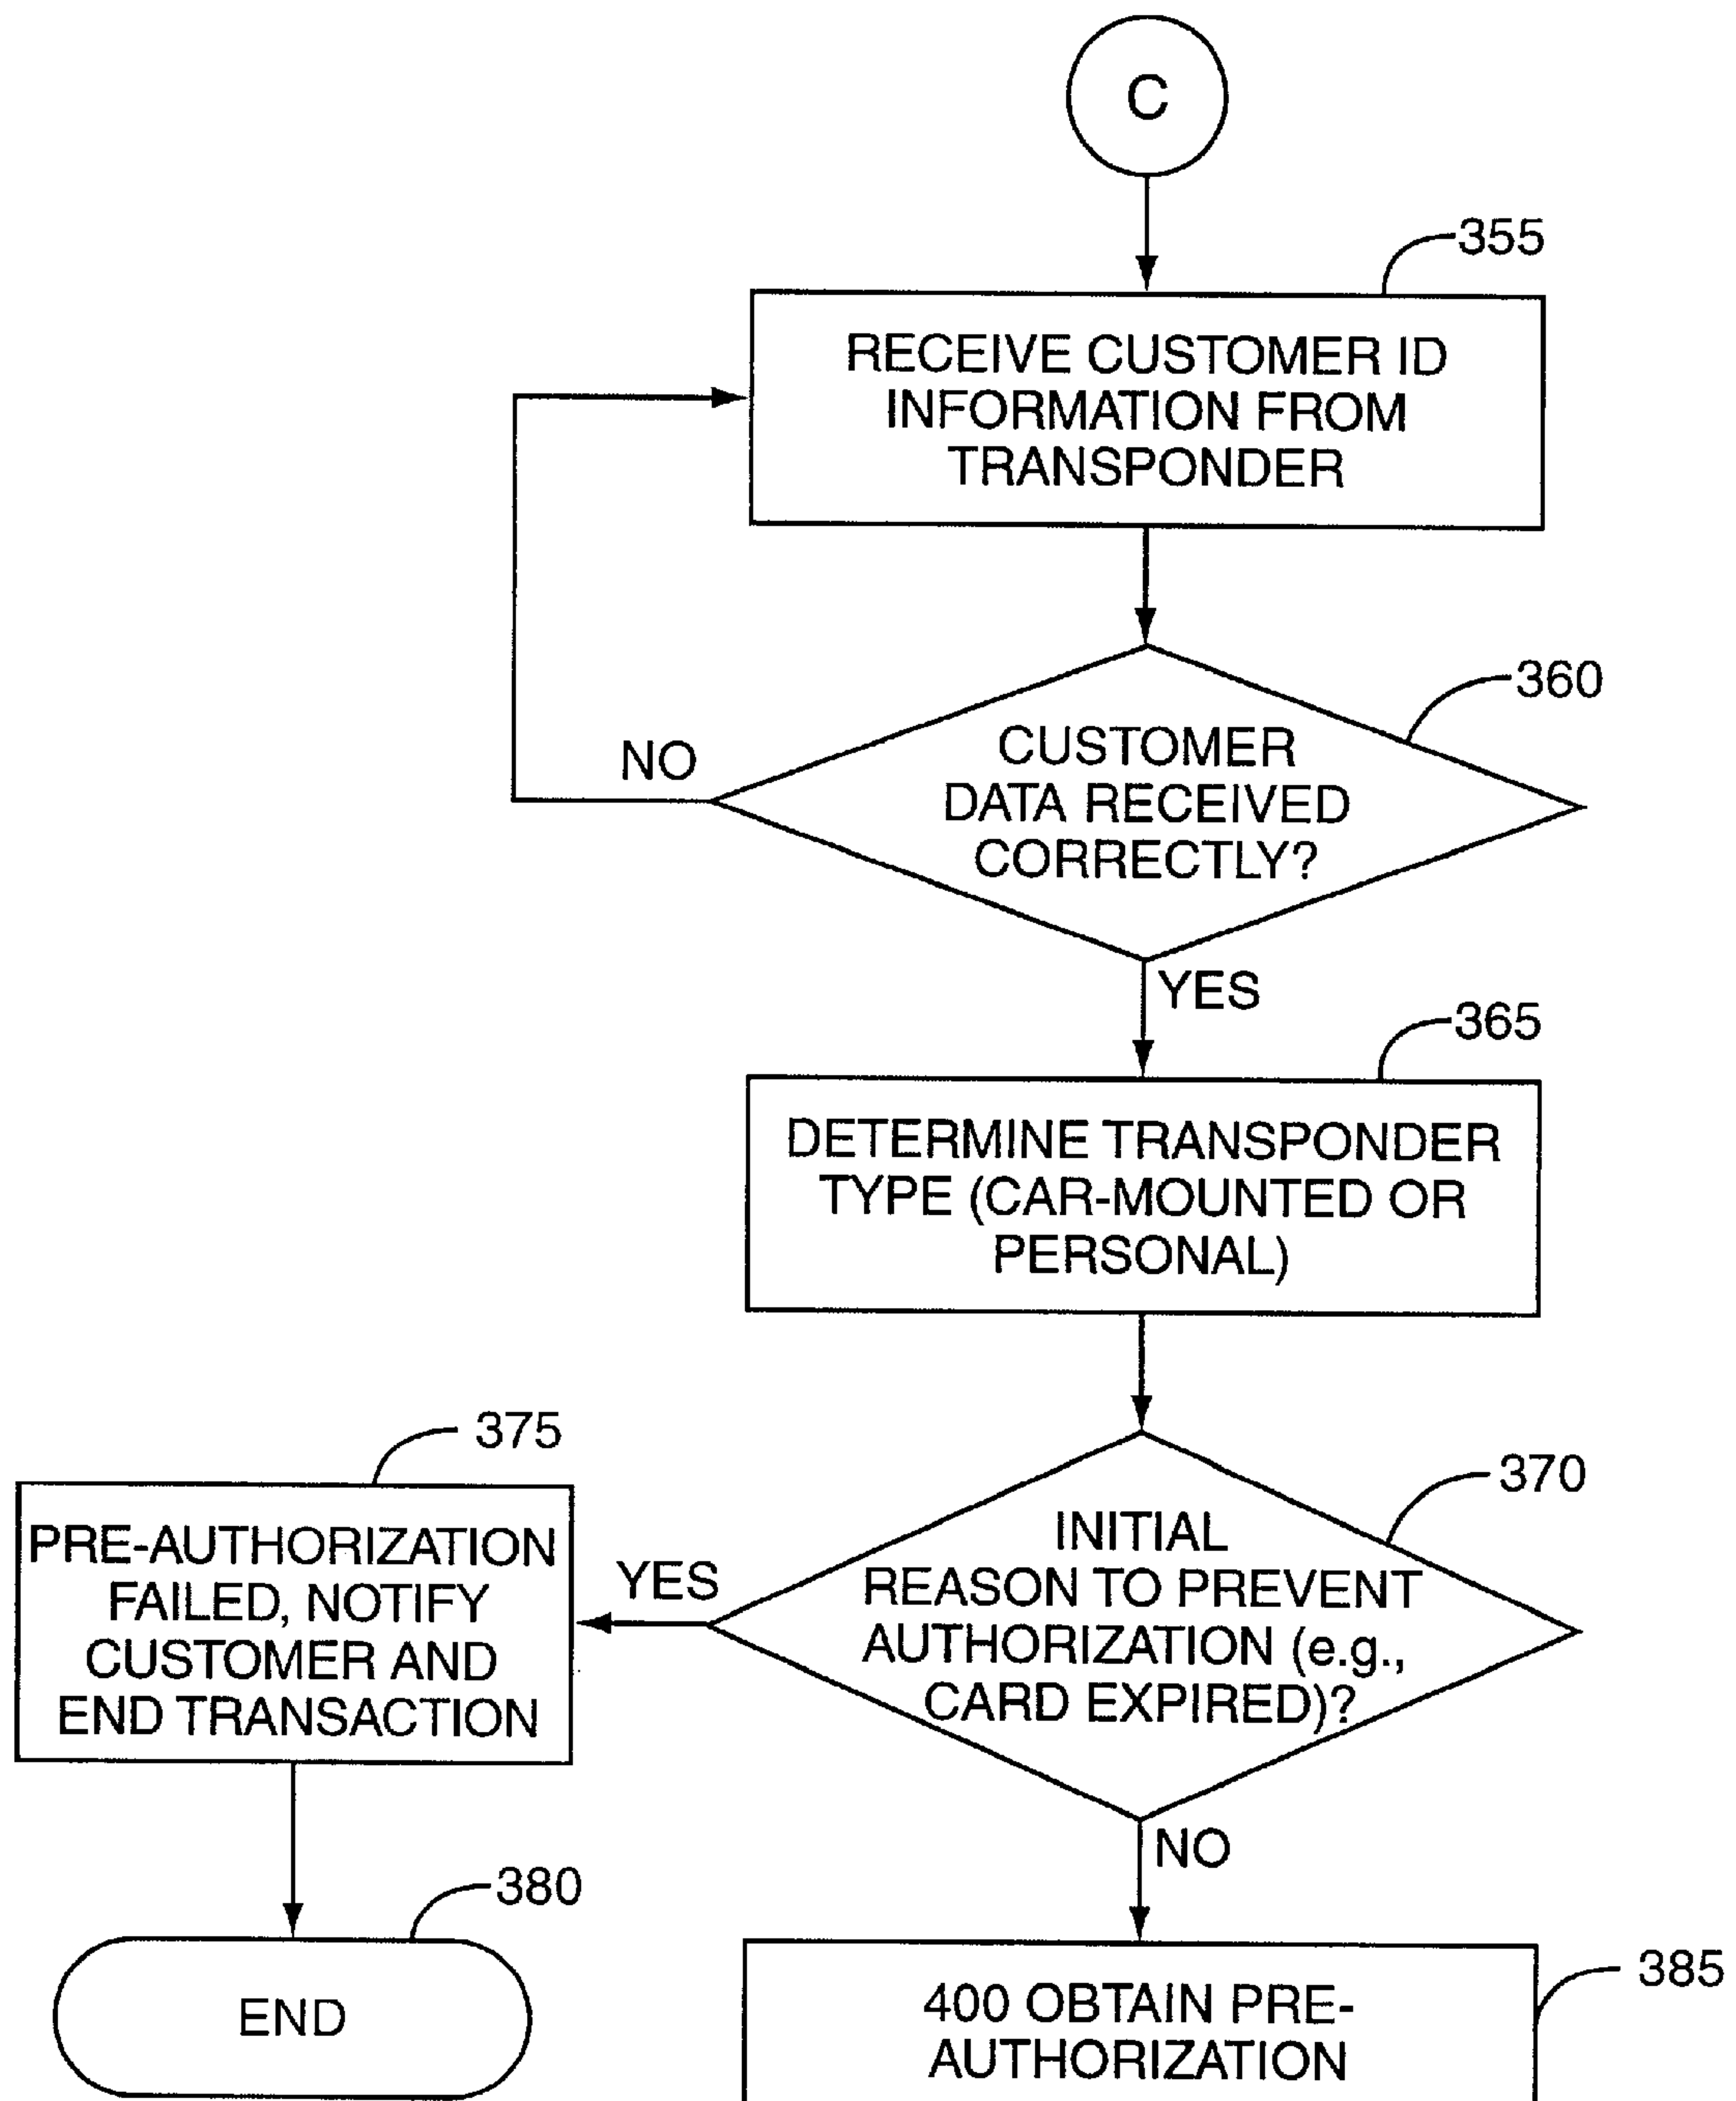 C
355
RECEIVE CUSTOMER ID
INFORMATION FROM
TRANSPONDER
360
CUSTOMER
DATA RECEIVED
CORRECTLY?
NO
YES
365
DETERMINE TRANSPONDER
TYPE (CAR-MOUNTED OR
PERSONAL)
370
INITIAL
REASON TO PREVENT
AUTHORIZATION (e.g.,
CARD EXPIRED)?
YES
375
PRE-AUTHORIZATION
FAILED, NOTIFY
CUSTOMER AND
END TRANSACTION
380
END
NO
385
400 OBTAIN PRE-
AUTHORIZATION